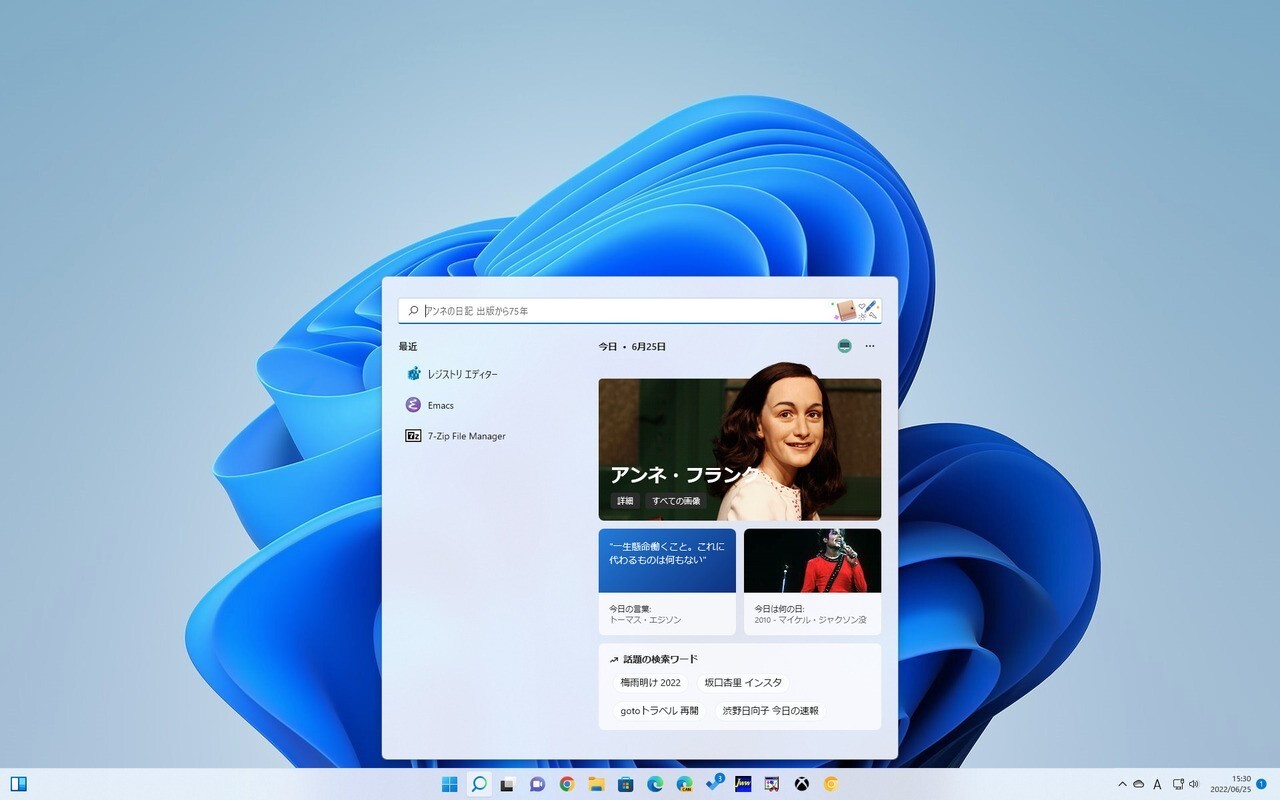 アンネの日記 出版から75年
最近
レジストリ エディター
Emacs
7z
7-Zip File Manager
今日 • 6月25日
アンネ・フランク
詳細
すべての画像
"一生懸命働くこと。これに
代わるものは何もない"
今日の言葉:
トーマス・エジソン
今日は何の日:
2010 - マイケル・ジャクソン没
話題の検索ワード
梅雨明け 2022
坂口杏里 インスタ
gotoトラベル 再開
渋野日向子 今日の速報
CAN
3
Jww
A
15:30
2022/06/25
1